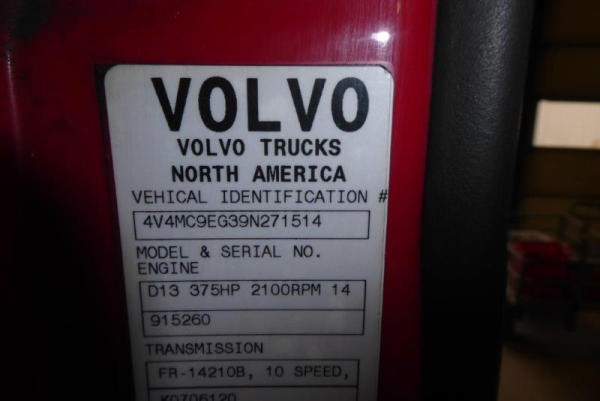 VOLVO
VOLVO TRUCKS
NORTH AMERICA
VEHICAL IDENTIFICATION #
4V4MC9EG39N271514
MODEL & SERIAL NO.
ENGINE
D13 375HP 2100RPM 14
915260
TRANSMISSION
FR-14210B, 10 SPEED,
K0706120